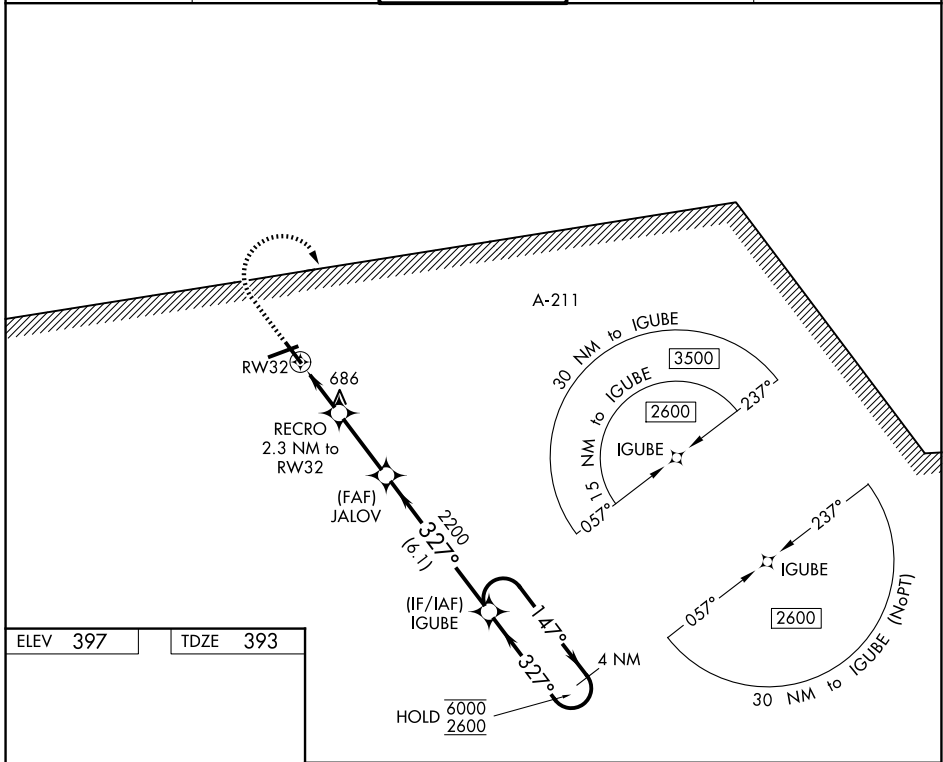 A-211
30 NM to IGUBE
3500
15 NM to IGUBE
2600
237°
IGUBE
057°
RW32
686
RECRO
2.3 NM to
RW32
(FAF)
JALOV
2200
327°
(6.1)
(IF/IAF)
IGUBE
147°
327°
4 NM
HOLD 6000
2600
237°
IGUBE
057°
2600
30 NM to IGUBE (NoPT)
ELEV 397
TDZE 393